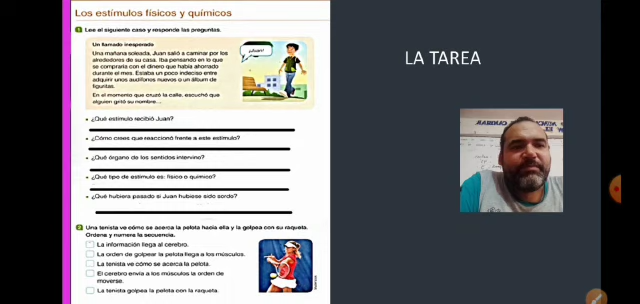 Los estímulos físicos y químicos
1 Lee el siguiente caso y responde las preguntas.
Un llamado inesperado
Una mañana soleada, Juan salió a caminar por los
alrededores de su casa. Iba pensando en lo que
se compraría con el dinero que había ahorrado
durante el mes. Estaba un poco indeciso entre
adquirir unos audífonos nuevos o un álbum de
figuritas.
En el momento que cruzó la calle, escuchó que
alguien gritó su nombre...
¡Juan!
• ¿Qué estímulo recibió Juan?
• ¿Cómo crees que reaccionó frente a este estímulo?
• ¿Qué órgano de los sentidos intervino?
• ¿Qué tipo de estímulo es: físico o químico?
• ¿Qué hubiera pasado si Juan hubiese sido sordo?
2 Una tenista ve cómo se acerca la pelota hacia ella y la golpea con su raqueta.
Ordena y numera la secuencia.
La información llega al cerebro.
La orden de golpear la pelota llega a los músculos.
La tenista ve cómo se acerca la pelota.
El cerebro envía a los músculos la orden de
moverse.
La tenista golpea la pelota con la raqueta.
LA TAREA